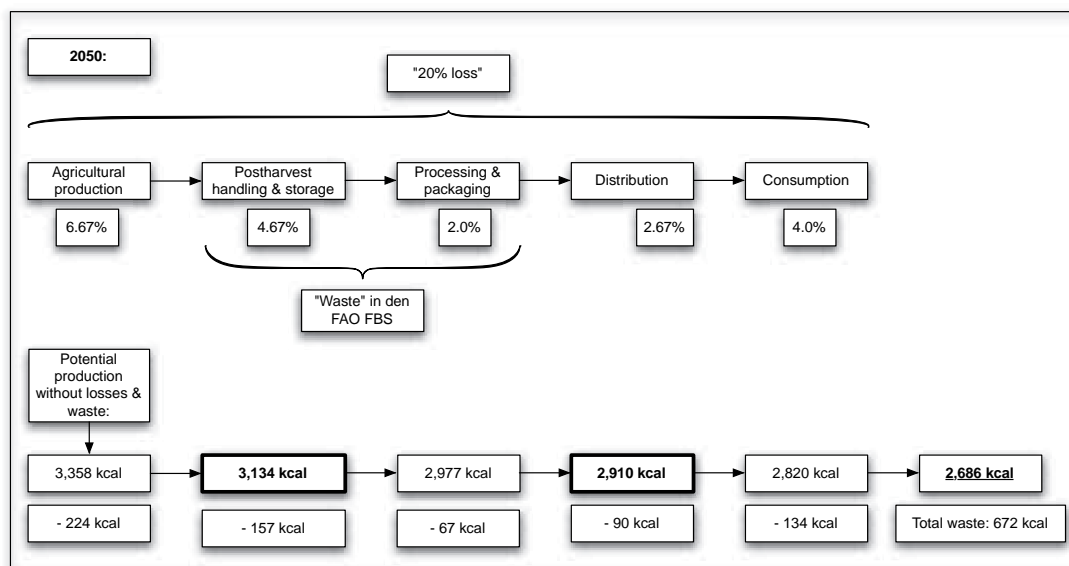 2050:
"20% loss"
Agricultural
production
Postharvest
handling & storage
Processing &
packaging
Distribution
Consumption
6.67%
4.67%
2.0%
2.67%
4.0%
"Waste" in den
FAO FBS
Potential
production
without losses &
waste:
3,358 kcal
3,134 kcal
2,977 kcal
2,910 kcal
2,820 kcal
2,686 kcal
- 224 kcal
- 157 kcal
- 67 kcal
- 90 kcal
- 134 kcal
Total waste: 672 kcal